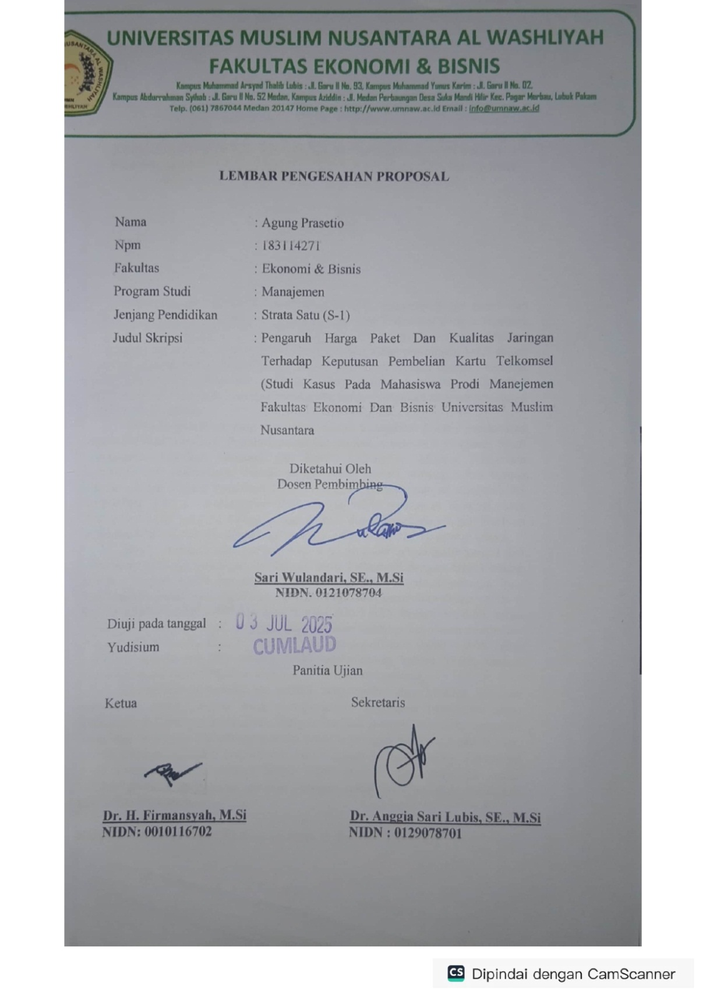 UNIVERSITAS MUSLIM NUSANTARA AL WASHLIYAH
FAKULTAS EKONOMI & BISNIS
Kampus Muhammad Arsyad Thalib Lubis : Jl. Garu II No. 93, Kampus Muhammad Yunus Karim : Jl. Garu II No. 02,
Kampus Abdurrahman Syihab : Jl. Garu II No. 52 Medan, Kampus Aziddin : Jl. Medan Perbaungan Desa Suka Mandi Hilir Kec. Pagar Merbau, Lubuk Pakam
Telp. (061) 7867044 Medan 20147 Home Page : http://www.umnaw.ac.id Email : info@umnaw.ac.id
LEMBAR PENGESAHAN PROPOSAL
Nama : Agung Prasetio
Npm : 183114271
Fakultas : Ekonomi & Bisnis
Program Studi : Manajemen
Jenjang Pendidikan : Strata Satu (S-1)
Judul Skripsi : Pengaruh Harga Paket Dan Kualitas Jaringan
Terhadap Keputusan Pembelian Kartu Telkomsel
(Studi Kasus Pada Mahasiswa Prodi Manejemen
Fakultas Ekonomi Dan Bisnis Universitas Muslim
Nusantara
Diketahui Oleh
Dosen Pembimbing
Sari Wulandari, SE., M.Si
NIDN. 0121078704
Diuji pada tanggal : 03 JUL 2025
Yudisium : CUMLAUD
Panitia Ujian
Ketua Sekretaris
Dr. H. Firmansyah, M.Si Dr. Anggia Sari Lubis, SE., M.Si
NIDN: 0010116702 NIDN : 0129078701
CS Dipindai dengan CamScanner